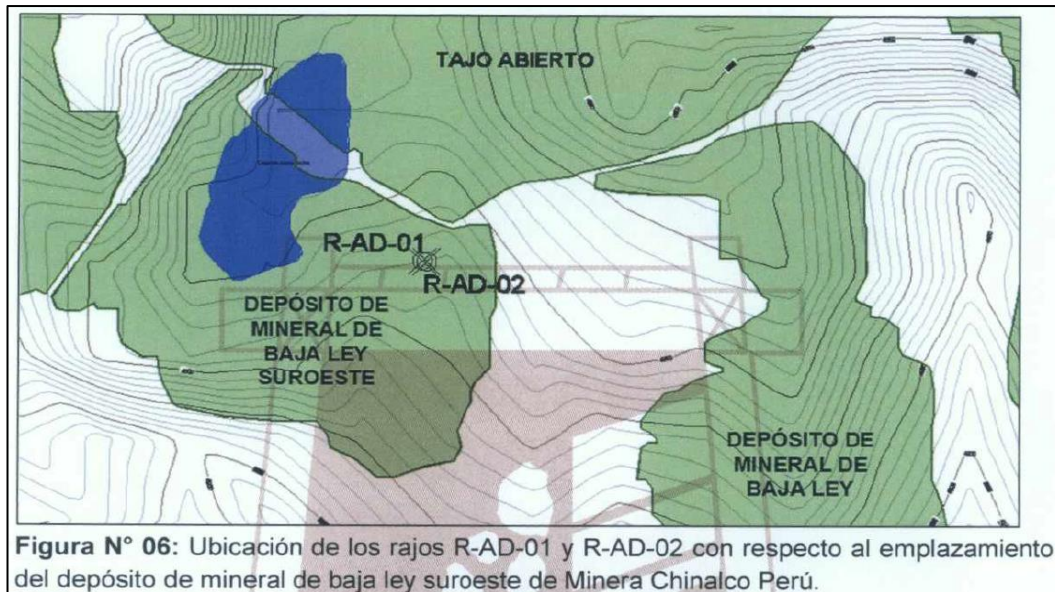 TAJO ABIERTO
R-AD-01
R-AD-02
DEPÓSITO DE
MINERAL DE
BAJA LEY
SUROESTE
DEPÓSITO DE
MINERAL DE
BAJA LEY
Figura N° 06: Ubicación de los rajos R-AD-01 y R-AD-02 con respecto al emplazamiento
del depósito de mineral de baja ley suroeste de Minera Chinalco Perú.